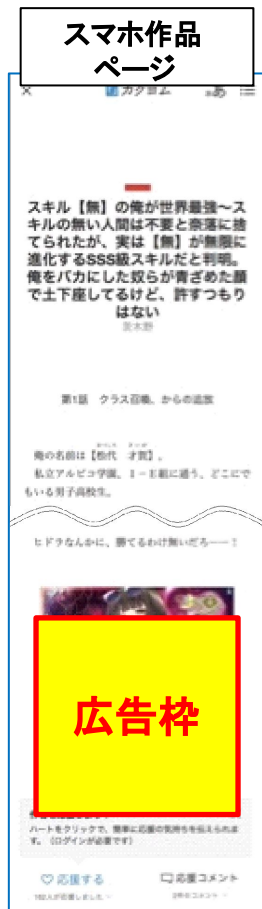 スマホ作品
ページ
カクヨム
スキル【無】の俺が世界最強～ス
キルの無い人間は不要と奈落に捨
てられたが、実は【無】が無限に
進化するSSS級スキルだと判明。
俺をバカにした奴らが青ざめた顔
で土下座してるけど、許すつもり
はない
茨木野
第1話 クラス召喚、からの追放
俺の名前は【松代 才賀】。
私立アルピコ学園、1－E組に通う、どこにで
もいる男子高校生。
ヒドラなんかに、勝てるわけ無いだろ――！
広告枠
ハートをクリックで、簡単に応援の気持ちを伝えられま
す。（ログインが必要です）
応援する
応援コメント